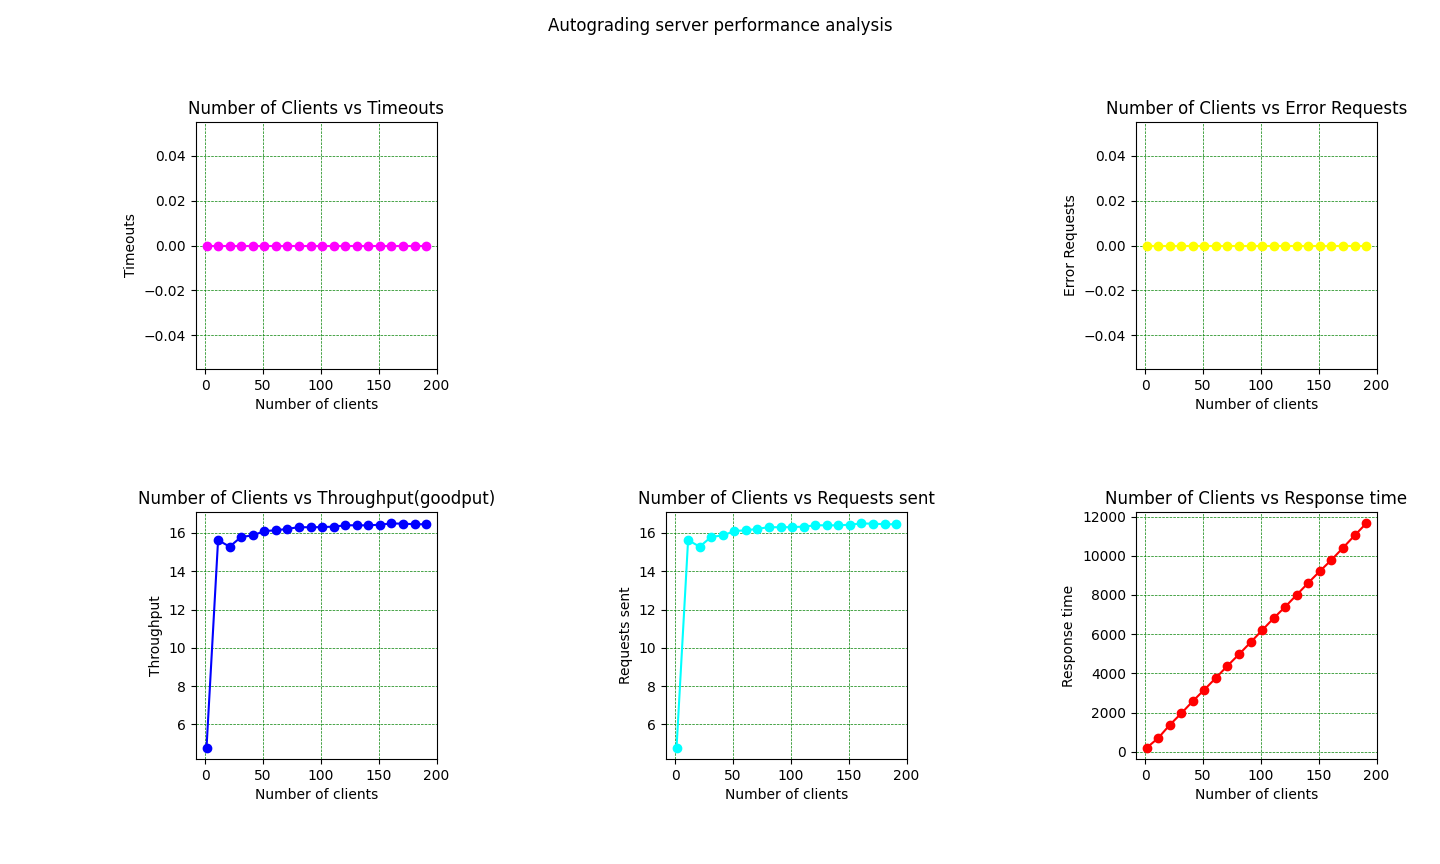 Autograding server performance analysis
Number of Clients vs Timeouts
Timeouts
0.04
0.02
0.00
−0.02
−0.04
0 50 100 150 200
Number of clients
Number of Clients vs Error Requests
Error Requests
0.04
0.02
0.00
−0.02
−0.04
0 50 100 150 200
Number of clients
Number of Clients vs Throughput(goodput)
Throughput
16
14
12
10
8
6
0 50 100 150 200
Number of clients
Number of Clients vs Requests sent
Requests sent
16
14
12
10
8
6
0 50 100 150 200
Number of clients
Number of Clients vs Response time
Response time
12000
10000
8000
6000
4000
2000
0
0 50 100 150 200
Number of clients